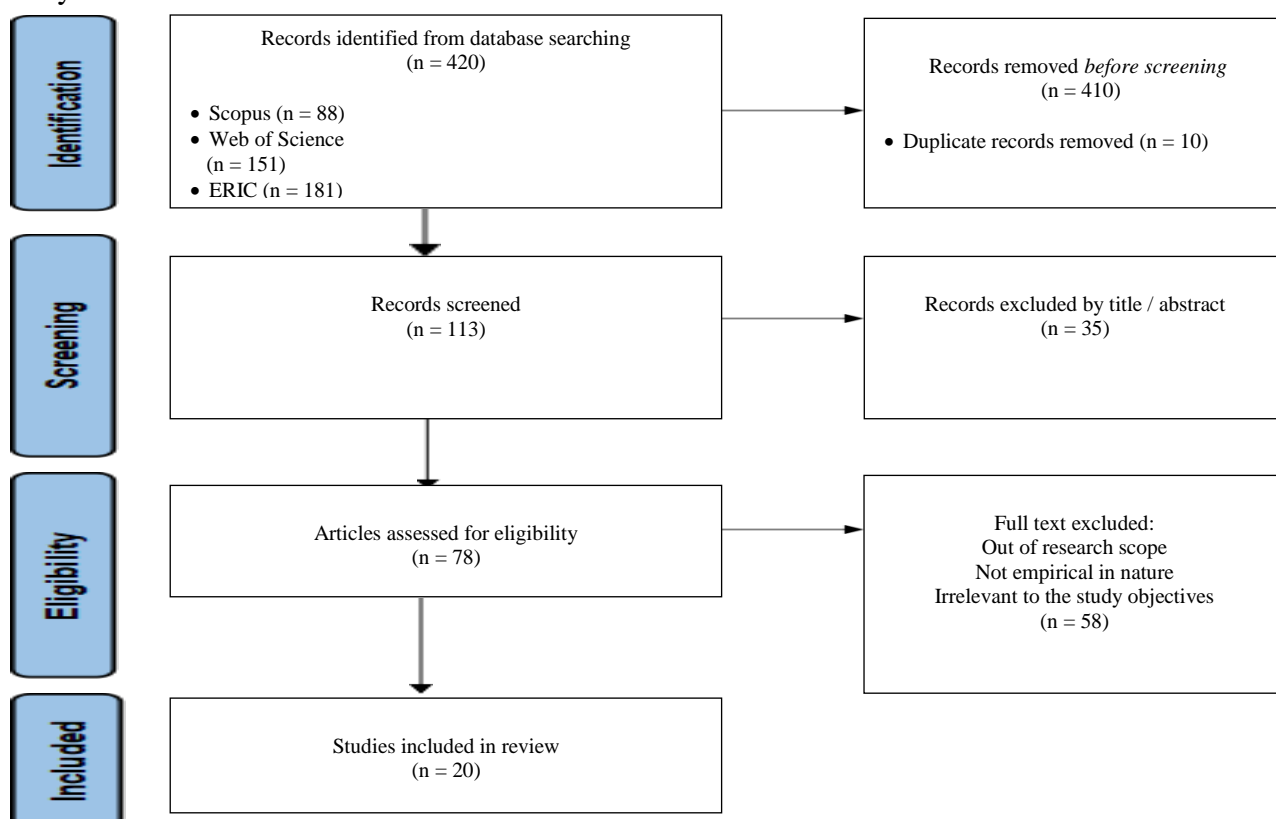 Identification
Records identified from database searching
(n = 420)
• Scopus (n = 88)
• Web of Science
(n = 151)
• ERIC (n = 181)
Records removed before screening
(n = 410)
• Duplicate records removed (n = 10)
Screening
Records screened
(n = 113)
Records excluded by title / abstract
(n = 35)
Eligibility
Articles assessed for eligibility
(n = 78)
Full text excluded:
Out of research scope
Not empirical in nature
Irrelevant to the study objectives
(n = 58)
Included
Studies included in review
(n = 20)